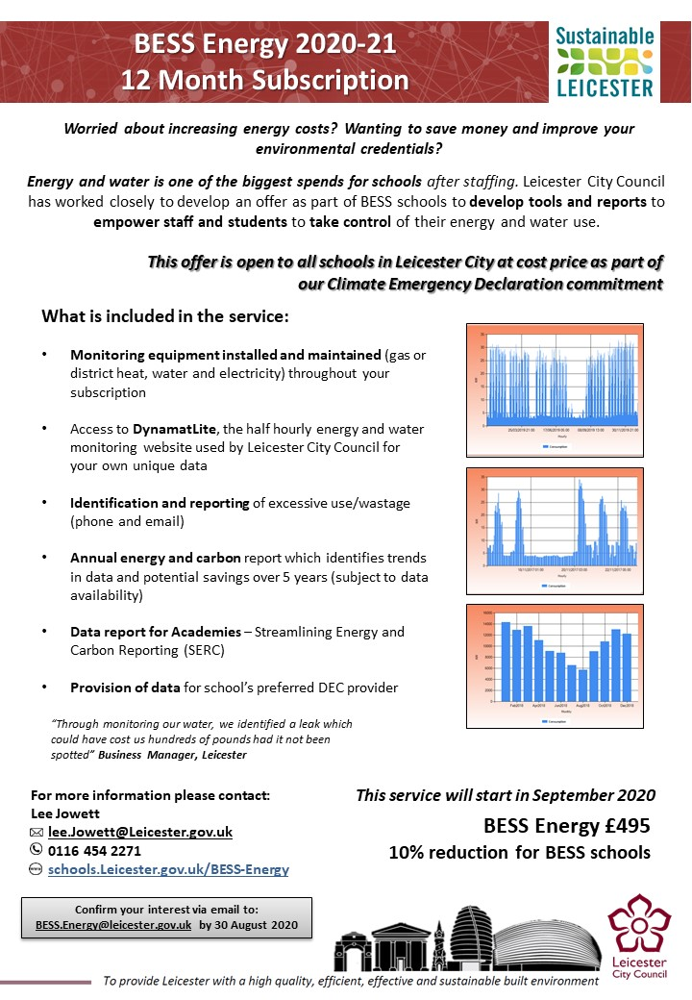 BESS Energy 2020-21
12 Month Subscription
Sustainable
LEICESTER
Worried about increasing energy costs? Wanting to save money and improve your
environmental credentials?
Energy and water is one of the biggest spends for schools after staffing. Leicester City Council
has worked closely to develop an offer as part of BESS schools to develop tools and reports to
empower staff and students to take control of their energy and water use.
This offer is open to all schools in Leicester City at cost price as part of
our Climate Emergency Declaration commitment
What is included in the service:
• Monitoring equipment installed and maintained (gas or
district heat, water and electricity) throughout your
subscription
• Access to DynamatLite, the half hourly energy and water
monitoring website used by Leicester City Council for
your own unique data
• Identification and reporting of excessive use/wastage
(phone and email)
• Annual energy and carbon report which identifies trends
in data and potential savings over 5 years (subject to data
availability)
• Data report for Academies – Streamlining Energy and
Carbon Reporting (SERC)
• Provision of data for school's preferred DEC provider
"Through monitoring our water, we identified a leak which
could have cost us hundreds of pounds had it not been
spotted" Business Manager, Leicester
Consumption
Consumption
Feb2018 Apr2018 Jun2018 Aug2018 Oct2018 Dec2018
Consumption
For more information please contact:
Lee Jowett
lee.Jowett@Leicester.gov.uk
0116 454 2271
schools.Leicester.gov.uk/BESS-Energy
This service will start in September 2020
BESS Energy £495
10% reduction for BESS schools
Confirm your interest via email to:
BESS.Energy@leicester.gov.uk by 30 August 2020
Leicester
City Council
To provide Leicester with a high quality, efficient, effective and sustainable built environment